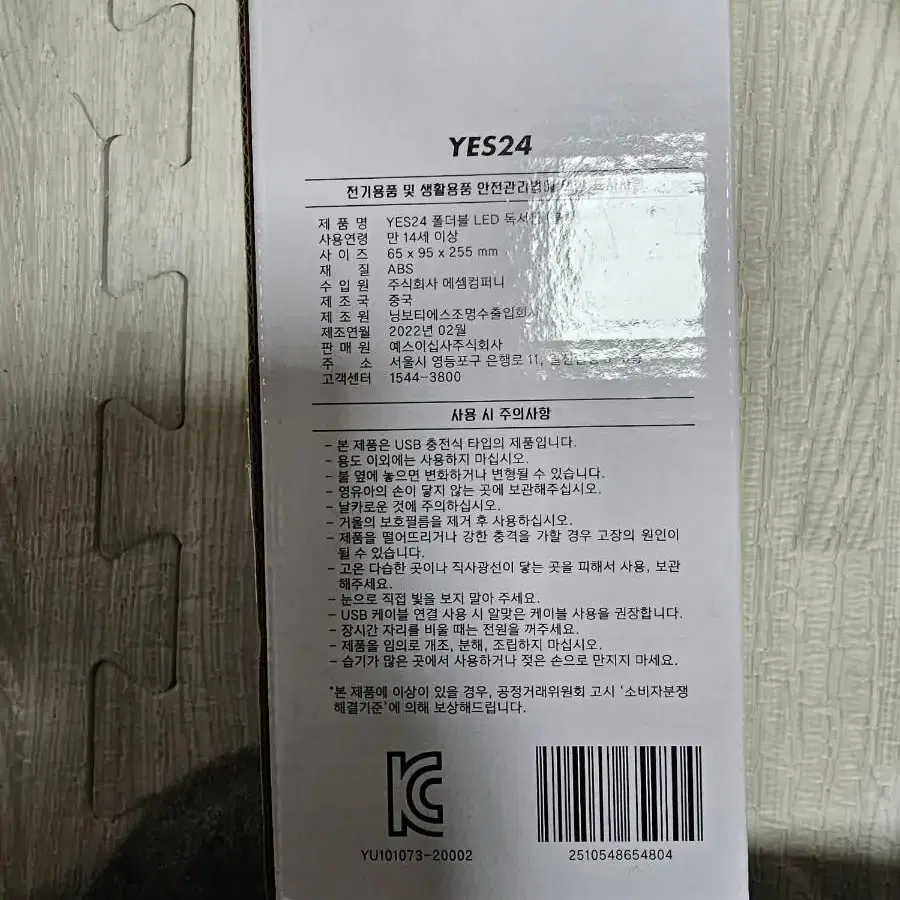 YES24
전기용품 및 생활용품 안전관리법에
제 품 명 YES24 폴더블 LED
사용연령 만 14세 이상
사 이 즈 65 x 95 x 255 mm
재 질 ABS
수 입 원 주식회사 에셈컴퍼니
제 조 국 중국
제 조 원 닝보티에스조명수출입회사
제조연월 2022년 02월
판 매 원 예스이십사주식회사
주 소 서울시 영등포구 은행로 11,
고객센터 1544-3800
사용 시 주의사항
- 본 제품은 USB 충전식 타입의 제품입니다.
- 용도 이외에는 사용하지 마십시오.
- 불 옆에 놓으면 변화하거나 변형될 수 있습니다.
- 영유아의 손이 닿지 않는 곳에 보관해주십시오.
- 날카로운 것에 주의하십시오.
- 거울의 보호필름을 제거 후 사용하십시오.
- 제품을 떨어뜨리거나 강한 충격을 가할 경우 고장의 원인이
될 수 있습니다.
- 고온 다습한 곳이나 직사광선이 닿는 곳을 피해서 사용, 보관
해주세요.
- 눈으로 직접 빛을 보지 말아 주세요.
- USB 케이블 연결 사용 시 알맞은 케이블 사용을 권장합니다.
- 장시간 자리를 비울 때는 전원을 꺼주세요.
- 제품을 임의로 개조, 분해, 조립하지 마십시오.
- 습기가 많은 곳에서 사용하거나 젖은 손으로 만지지 마세요.
*본 제품에 이상이 있을 경우, 공정거래위원회 고시 '소비자분쟁
해결기준'에 의해 보상해드립니다.
KC
YU101073-20002
2510548654804